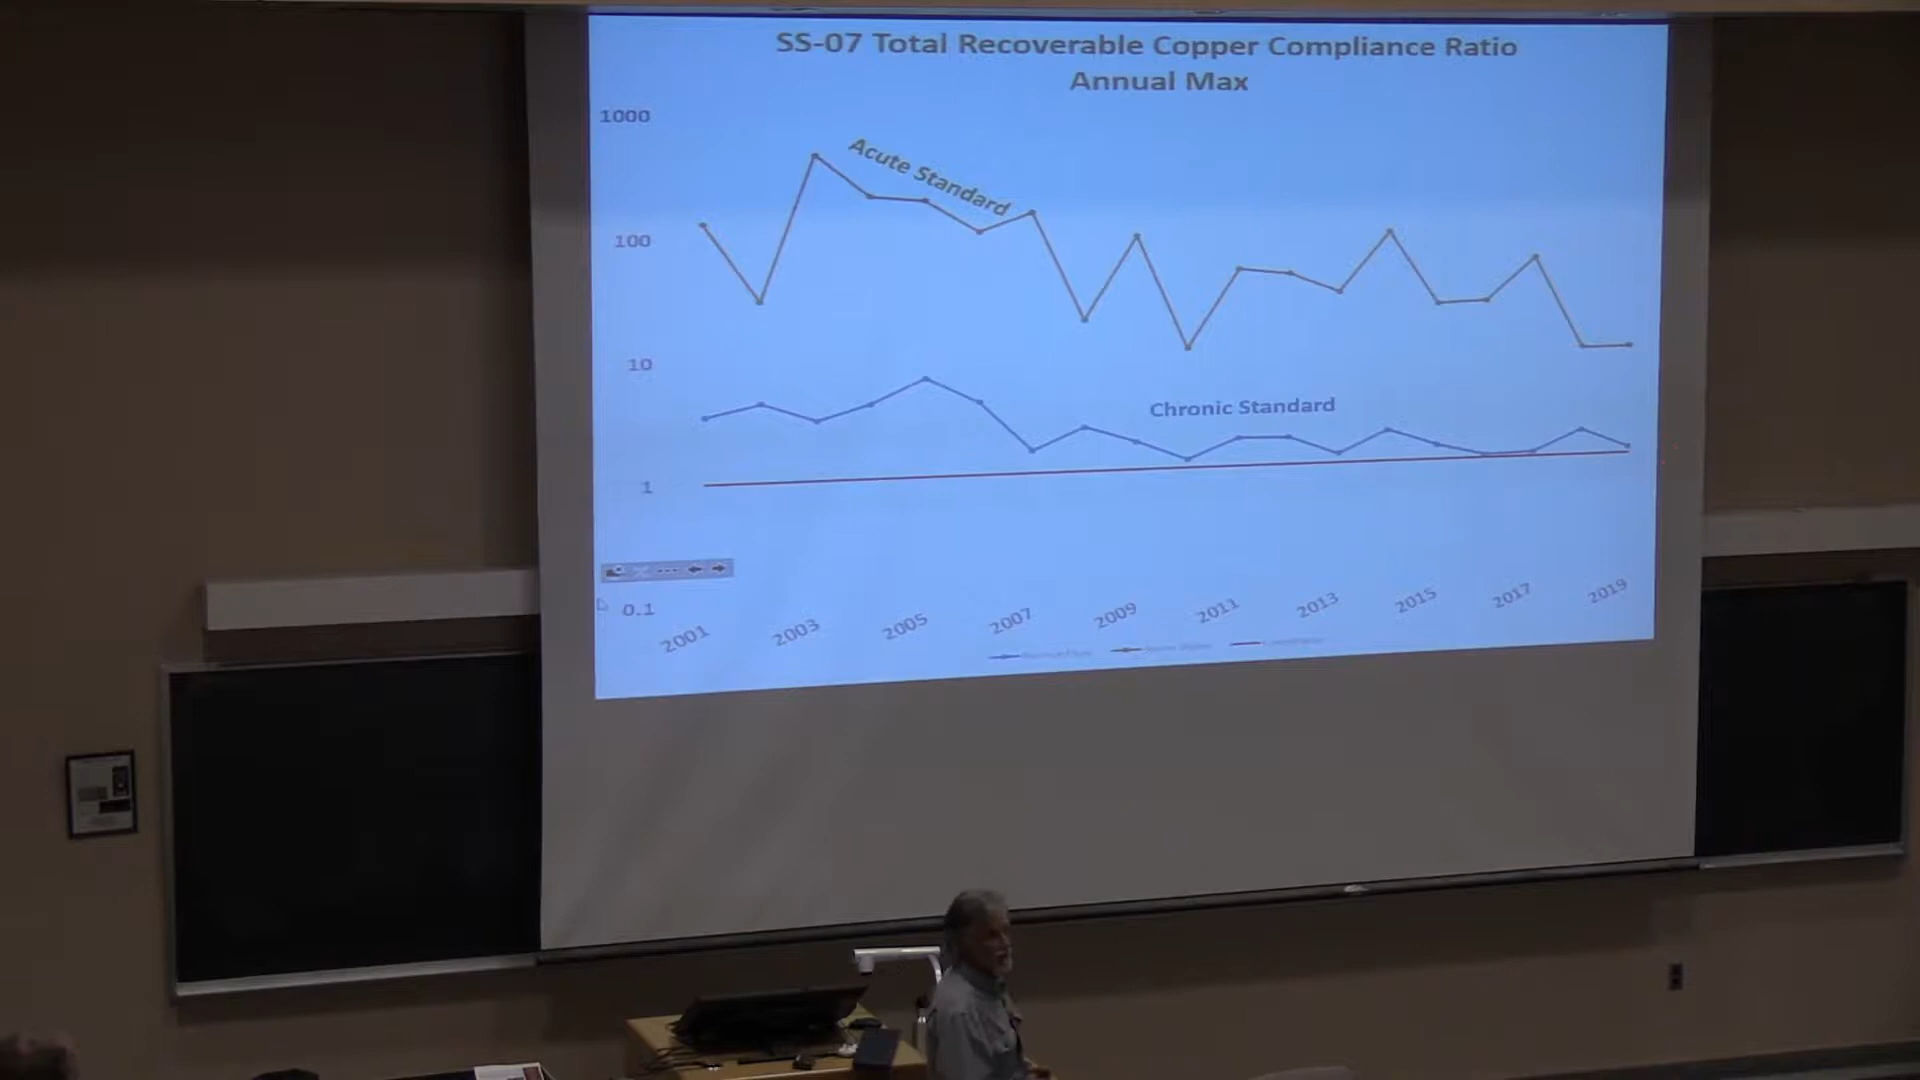 SS-07 Total Recoverable Copper Compliance Ratio
Annual Max
1000
Acute Standard
100
10
Chronic Standard
1
0.1
2001 2003 2005 2007 2009 2011 2013 2015 2017 2019